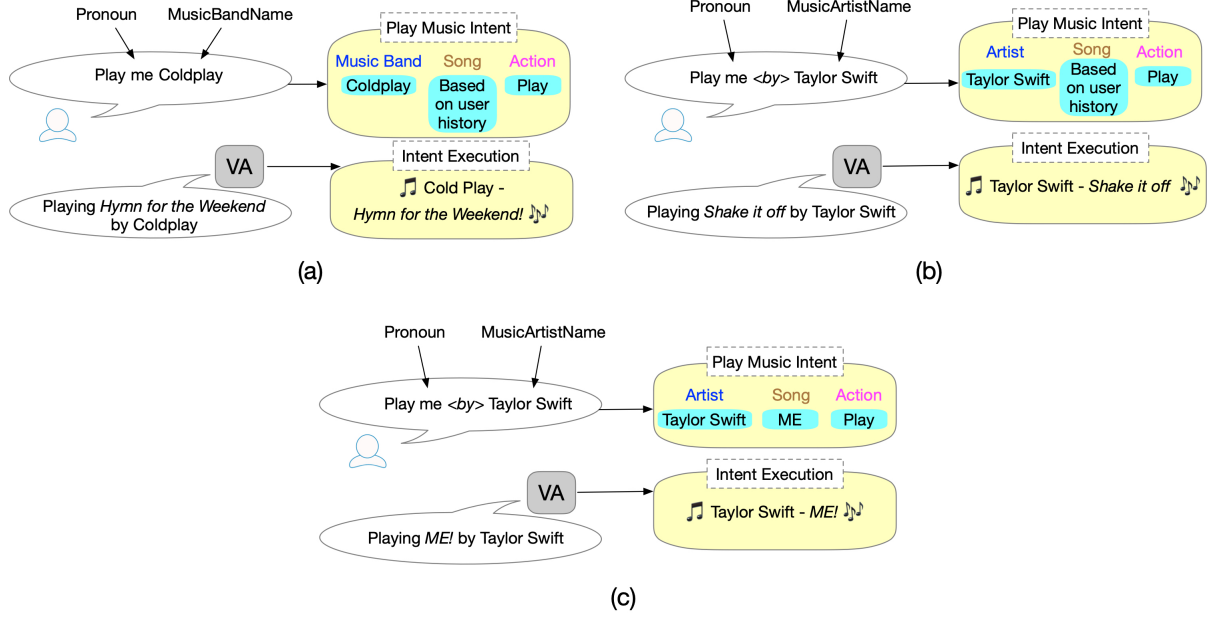 Pronoun
MusicBandName
Play me Coldplay
Play Music Intent
Music Band
Song
Action
Coldplay
Based
on user
history
Play
VA
Intent Execution
Playing Hymn for the Weekend
by Coldplay
Cold Play -
Hymn for the Weekend!
(a)
Pronoun
MusicArtistName
Play me <by> Taylor Swift
Play Music Intent
Artist
Song
Action
Taylor Swift
Based
on user
history
Play
VA
Intent Execution
Playing Shake it off by Taylor Swift
Taylor Swift - Shake it off
(b)
Pronoun
MusicArtistName
Play me <by> Taylor Swift
Play Music Intent
Artist
Song
Action
Taylor Swift
ME
Play
VA
Intent Execution
Playing ME! by Taylor Swift
Taylor Swift - ME!
(c)